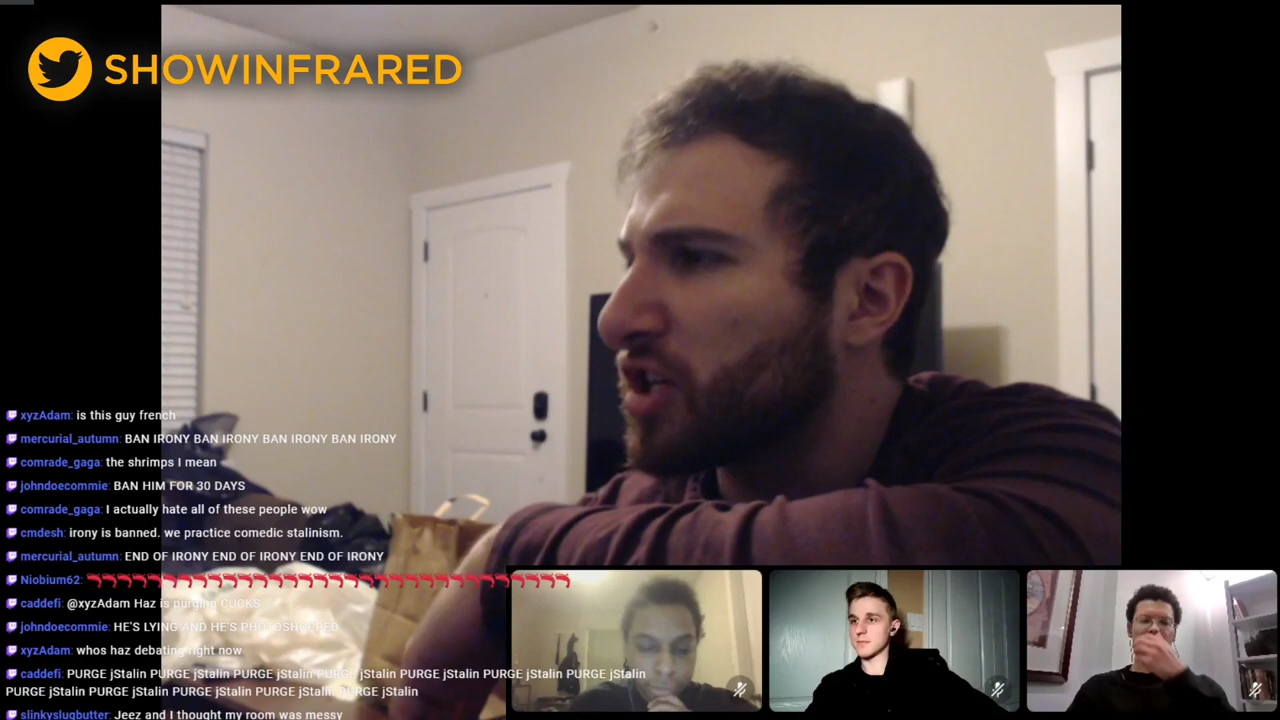 SHOWINFRARED
xyzAdam: is this guy french
mercurial_autumn: BAN IRONY BAN IRONY BAN IRONY BAN IRONY
comrade_gaga: the shrimps I mean
johndoecommie: BAN HIM FOR 30 DAYS
comrade_gaga: I actually hate all of these people wow
cmdesh: irony is banned. we practice comedic stalinism.
mercurial_autumn: END OF IRONY END OF IRONY END OF IRONY
Niobium62:
caddefi: @xyzAdam Haz is purging CUCKS
johndoecommie: HE'S LYING AND HE'S PHOTOSHOPPED
xyzAdam: whos haz debating right now
caddefi: PURGE jStalin PURGE jStalin PURGE jStalin PURGE jStalin PURGE jStalin PURGE jStalin
PURGE jStalin PURGE jStalin PURGE jStalin PURGE jStalin PURGE jStalin
slinkyslugbutter: Jeez and I thought my room was messy